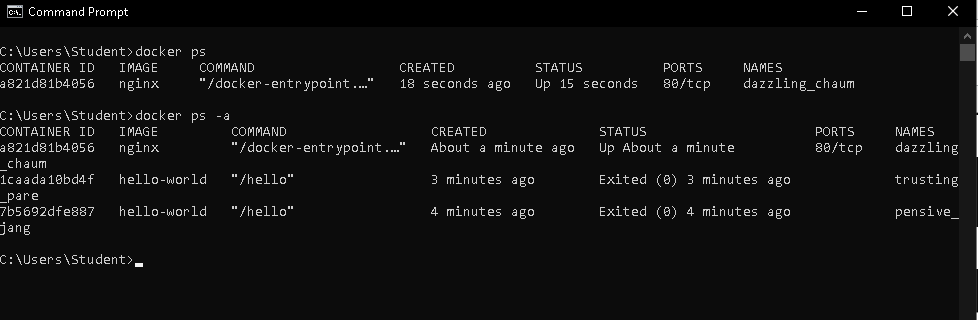 Command Prompt
C:\Users\Student>docker ps
CONTAINER ID   IMAGE     COMMAND                  CREATED          STATUS          PORTS     NAMES
a821d81b4056   nginx     "/docker-entrypoint.…"   18 seconds ago   Up 15 seconds   80/tcp    dazzling_chaum
C:\Users\Student>docker ps -a
CONTAINER ID   IMAGE         COMMAND                  CREATED              STATUS                     PORTS     NAMES
a821d81b4056   nginx         "/docker-entrypoint.…"   About a minute ago   Up About a minute          80/tcp    dazzling
_chaum
1caada10bd4f   hello-world   "/hello"                 3 minutes ago        Exited (0) 3 minutes ago             trusting
_pare
7b5692dfe887   hello-world   "/hello"                 4 minutes ago        Exited (0) 4 minutes ago             pensive_
jang
C:\Users\Student>